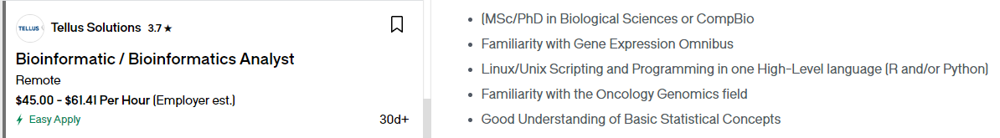 TELLUS
Tellus Solutions 3.7 ★
Bioinformatic / Bioinformatics Analyst
Remote
$45.00 - $61.41 Per Hour (Employer est.)
Easy Apply
30d+
• (MSc/PhD in Biological Sciences or CompBio
• Familiarity with Gene Expression Omnibus
• Linux/Unix Scripting and Programming in one High-Level language (R and/or Python)
• Familiarity with the Oncology Genomics field
• Good Understanding of Basic Statistical Concepts